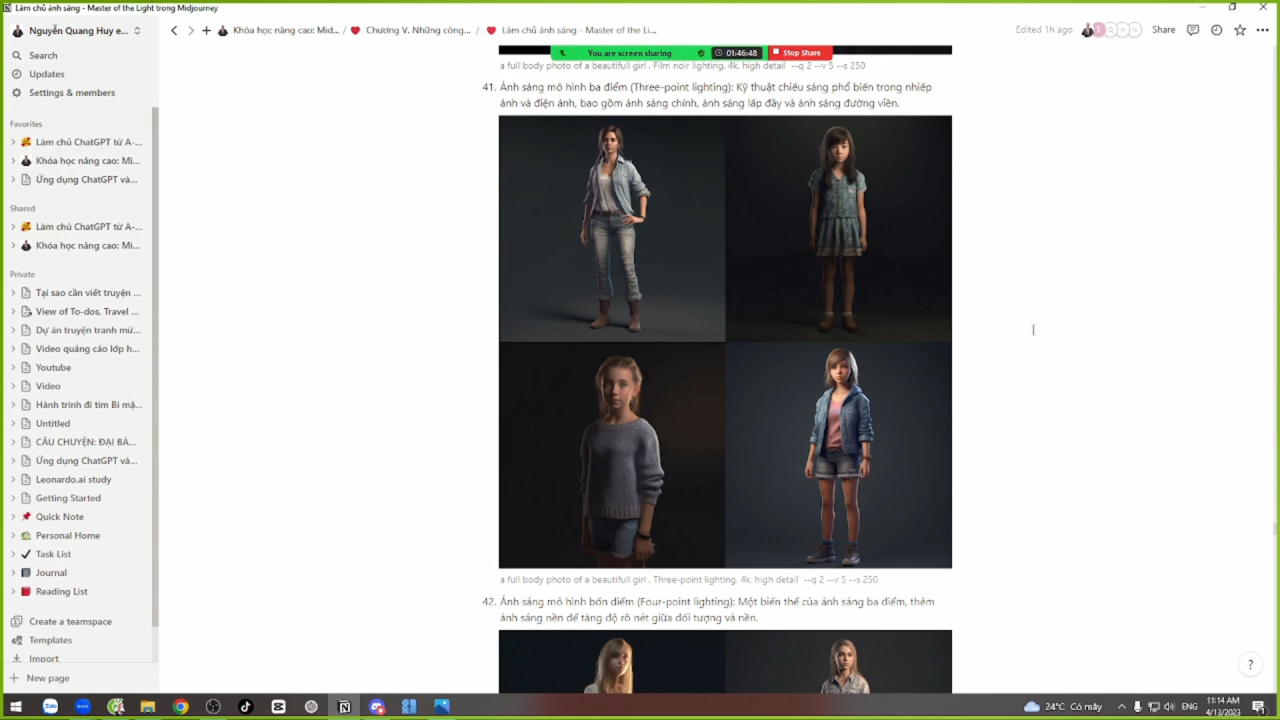 Làm chủ ánh sáng - Master of the Light trong Midjourney
Nguyễn Quang Huy e...
Khóa học nâng cao: Mid... / Chương V. Những công... / Làm chủ ánh sáng - Master of the Li...
Edited 1h ago
Share
You are screen sharing
01:46:48
Stop Share
Search
Updates
Settings & members
Favorites
Làm chủ ChatGPT từ A-...
Khóa học nâng cao: Mi...
Ứng dụng ChatGPT và...
Shared
Làm chủ ChatGPT từ A-...
Khóa học nâng cao: Mi...
Private
Tại sao cần viết truyện ...
View of To-dos, Travel ...
Dự án truyện tranh mù...
Video quảng cáo lớp h...
Youtube
Video
Hành trình đi tìm Bí mậ...
Untitled
CÂU CHUYỆN: ĐẠI BÀ...
Ứng dụng ChatGPT và...
Leonardo.ai study
Getting Started
Quick Note
Personal Home
Task List
Journal
Reading List
Create a teamspace
Templates
Import
New page
a full body photo of a beautiful girl . Film noir lighting, 4k, high detail --q 2 --v 5 --s 250
41. Ánh sáng mô hình ba điểm (Three-point lighting): Kỹ thuật chiếu sáng phổ biến trong nhiếp
ảnh và điện ảnh, bao gồm ánh sáng chính, ánh sáng lấp đầy và ánh sáng đường viền.
a full body photo of a beautiful girl . Three-point lighting, 4k, high detail --q 2 --v 5 --s 250
42. Ánh sáng mô hình bốn điểm (Four-point lighting): Một biến thể của ánh sáng ba điểm, thêm
ánh sáng nền để tăng độ rõ nét giữa đối tượng và nền.
?
Zalo
zoom
24°C Có mây
ENG
11:14 AM
4/13/2023